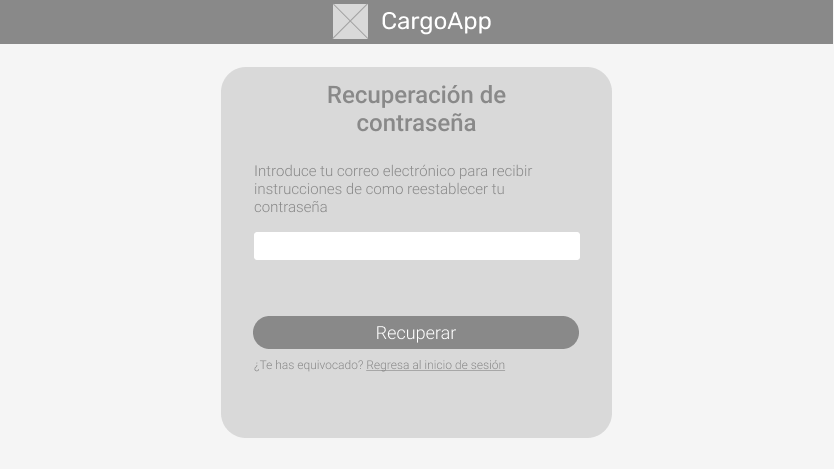 CargoApp
Recuperación de
contraseña
Introduce tu correo electrónico para recibir
instrucciones de como reestablecer tu
contraseña
Recuperar
¿Te has equivocado? Regresa al inicio de sesión